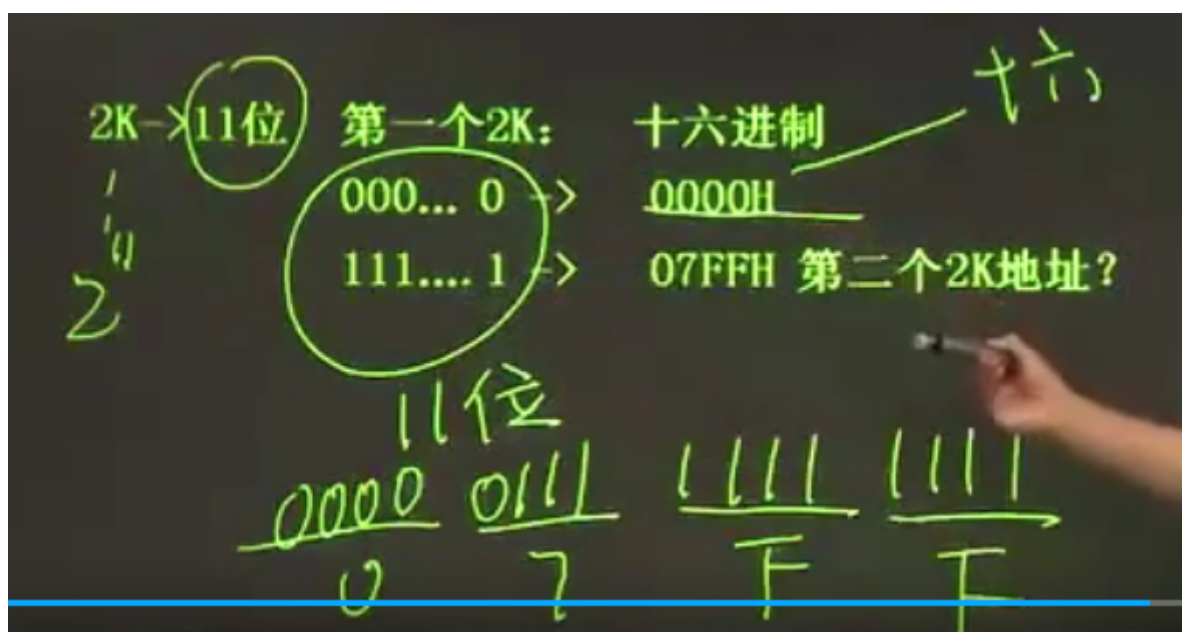 2K->11位 第一个2K： 十六进制 十六
000... 0 -> 0000H
111.... 1 -> 07FFH 第二个2K地址？
2^11
11位
0000 0111 1111 1111
0 7 F F